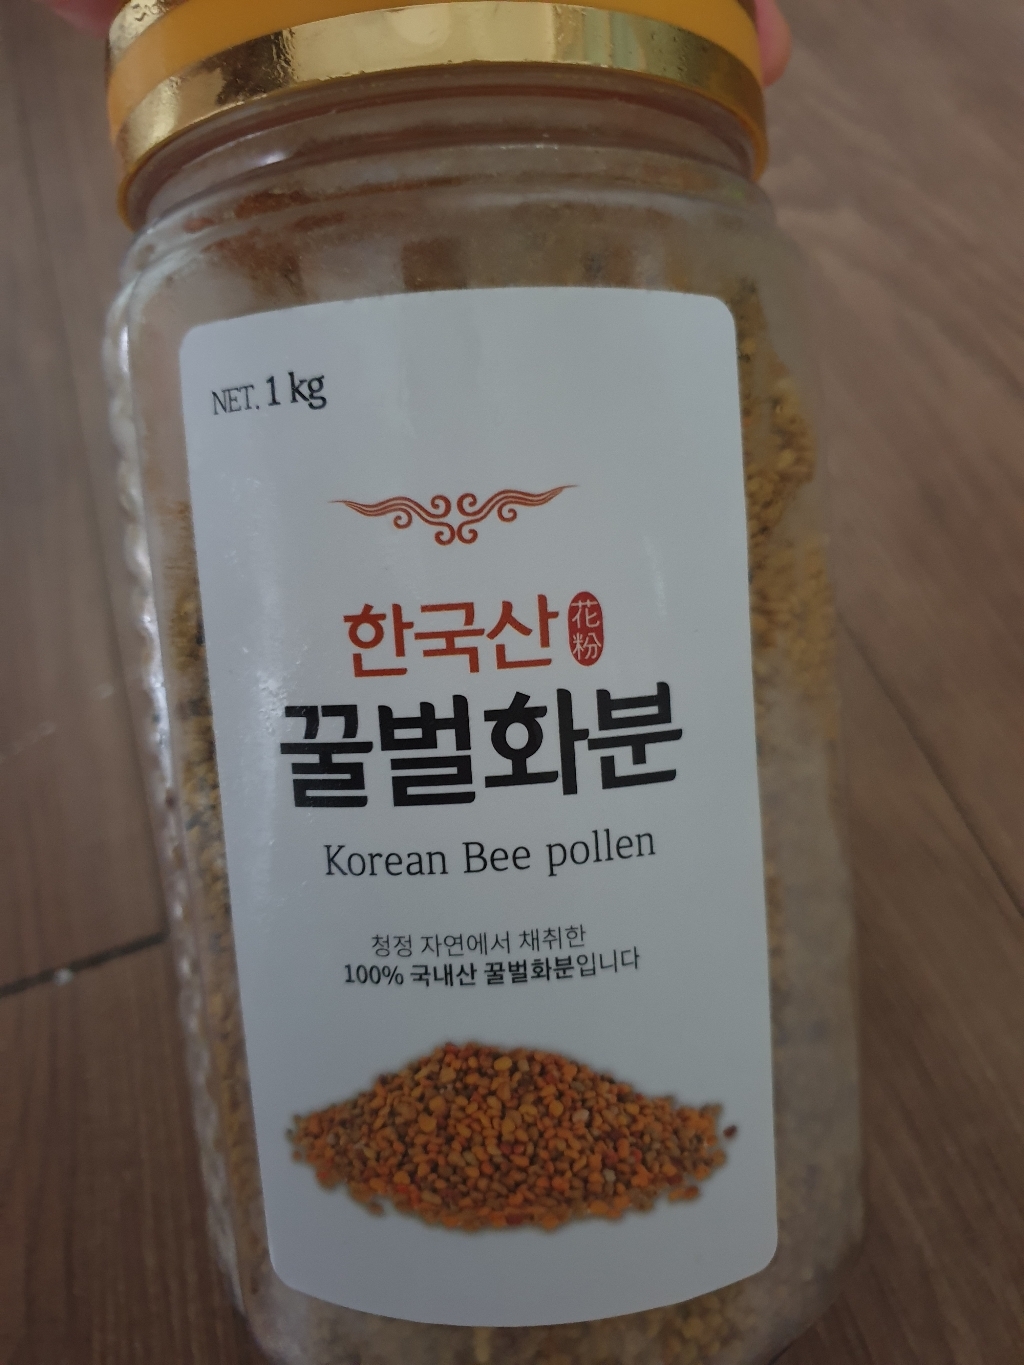 NET. 1 kg
한국산 花粉
꿀벌화분
Korean Bee pollen
청정 자연에서 채취한
100% 국내산 꿀벌화분입니다